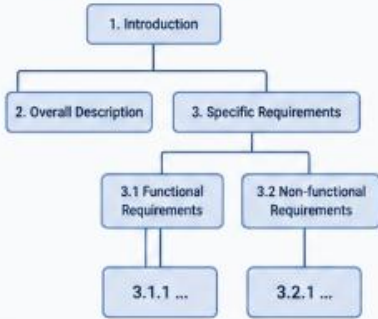 1. Introduction
2. Overall Description
3. Specific Requirements
3.1 Functional
Requirements
3.2 Non-functional
Requirements
3.1.1 ...
3.2.1 ...